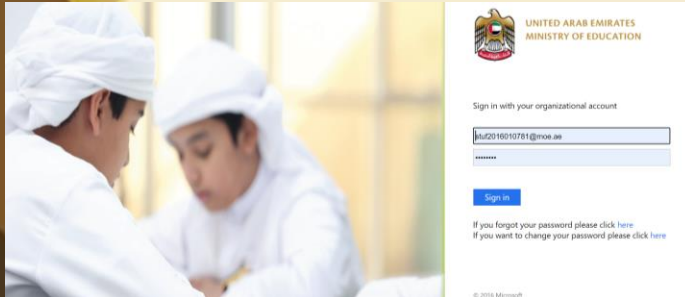 UNITED ARAB EMIRATES
MINISTRY OF EDUCATION
Sign in with your organizational account
stuf2016010781@moe.ae
••••••••
Sign in
If you forgot your password please click here
If you want to change your password please click here
© 2016 Microsoft